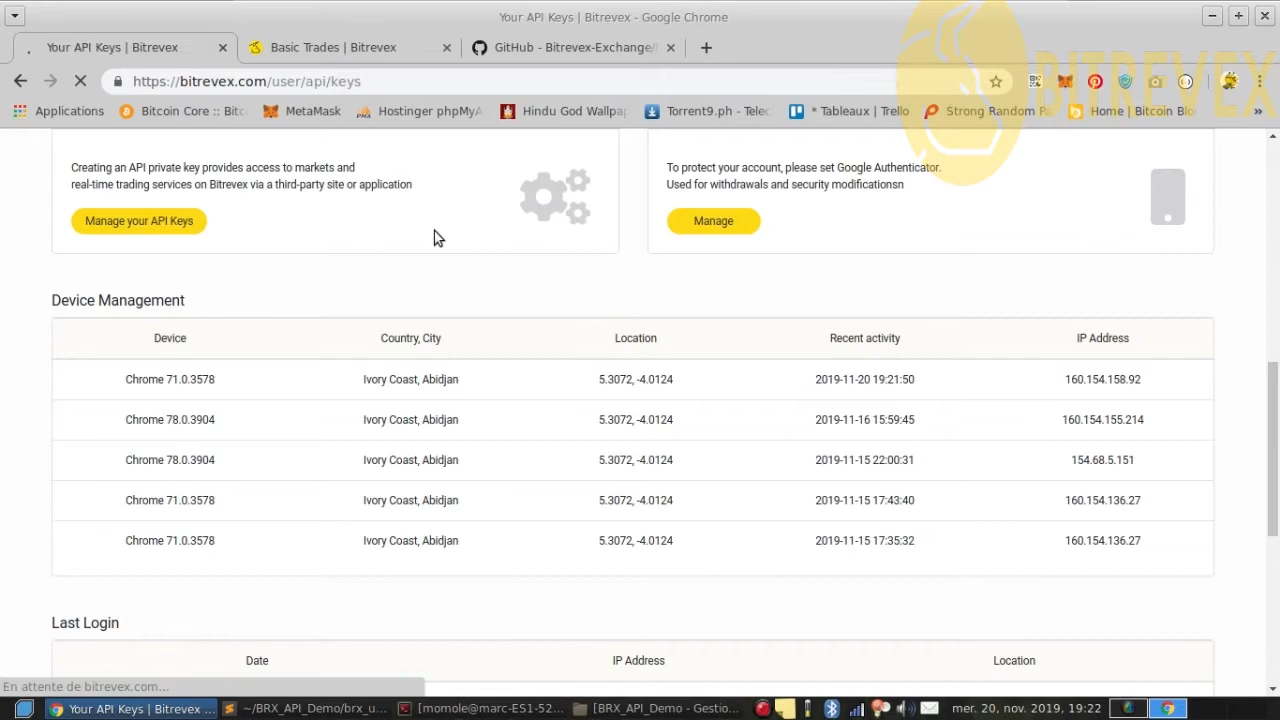 Your API Keys | Bitrevex - Google Chrome
Your API Keys | Bitrevex
Basic Trades | Bitrevex
GitHub - Bitrevex-Exchange/
https://bitrevex.com/user/api/keys
BITREVEX
Applications
Bitcoin Core :: Bitc
MetaMask
Hostinger phpMyA
Hindu God Wallpap
Torrent9.ph - Telec
* Tableaux | Trello
Strong Random Pa
Home | Bitcoin Blo
»
Creating an API private key provides access to markets and
real-time trading services on Bitrevex via a third-party site or application
Manage your API Keys
To protect your account, please set Google Authenticator.
Used for withdrawals and security modificationsn
Manage
Device Management
Device Country, City Location Recent activity IP Address
Chrome 71.0.3578 Ivory Coast, Abidjan 5.3072, -4.0124 2019-11-20 19:21:50 160.154.158.92
Chrome 78.0.3904 Ivory Coast, Abidjan 5.3072, -4.0124 2019-11-16 15:59:45 160.154.155.214
Chrome 78.0.3904 Ivory Coast, Abidjan 5.3072, -4.0124 2019-11-15 22:00:31 154.68.5.151
Chrome 71.0.3578 Ivory Coast, Abidjan 5.3072, -4.0124 2019-11-15 17:43:40 160.154.136.27
Chrome 71.0.3578 Ivory Coast, Abidjan 5.3072, -4.0124 2019-11-15 17:35:32 160.154.136.27
Last Login
Date IP Address Location
En attente de bitrevex.com...
Your API Keys | Bitrevex ...
~/BRX_API_Demo/brx_u...
[momole@marc-ES1-52...
[BRX_API_Demo - Gestio...
mer. 20, nov. 2019, 19:22